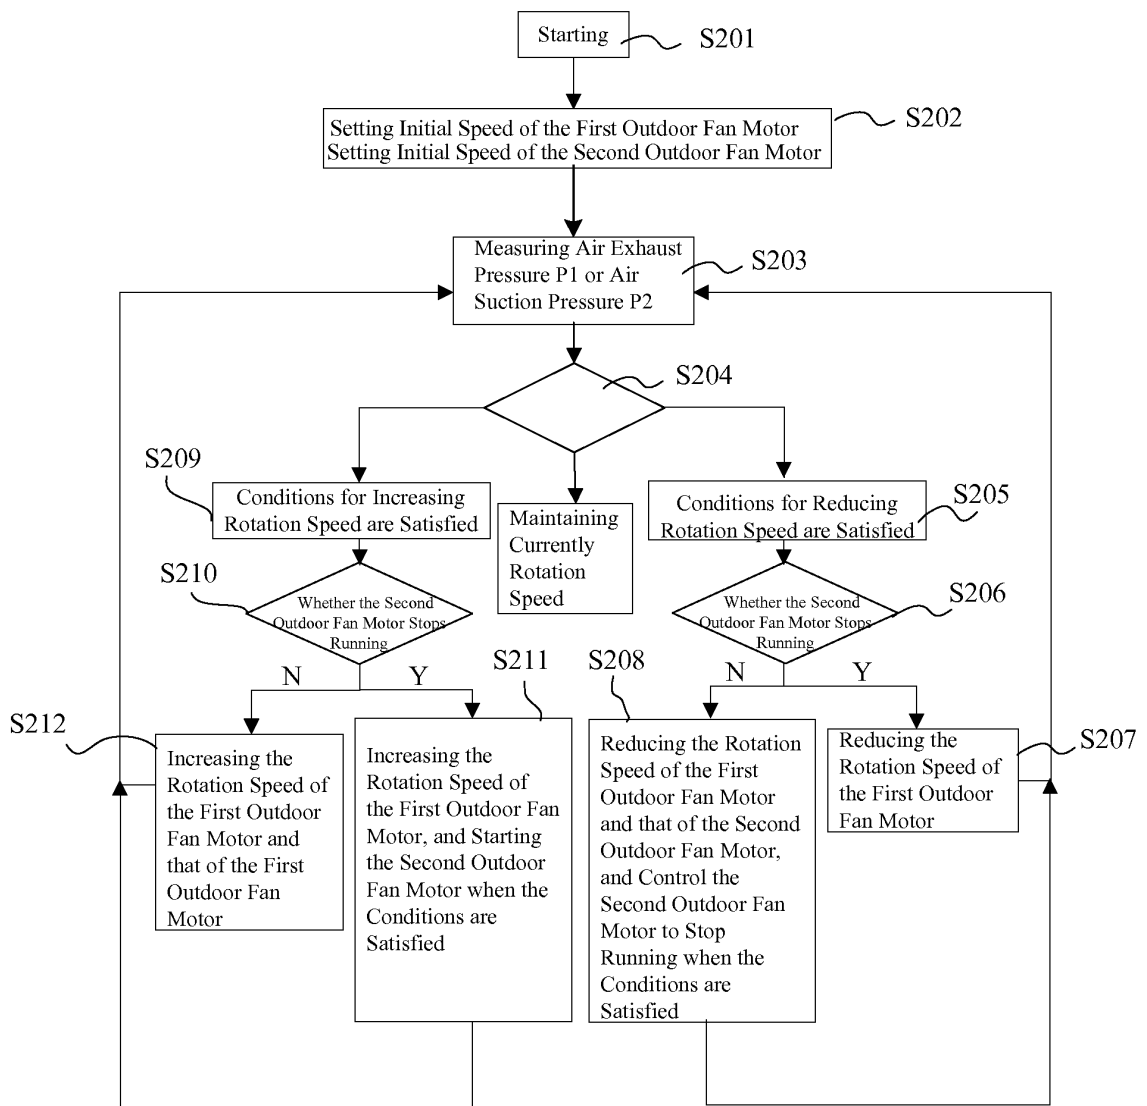 Starting
S201
Setting Initial Speed of the First Outdoor Fan Motor
Setting Initial Speed of the Second Outdoor Fan Motor
S202
Measuring Air Exhaust
Pressure P1 or Air
Suction Pressure P2
S203
S204
S209
Conditions for Increasing
Rotation Speed are Satisfied
Maintaining
Currently
Rotation
Speed
Conditions for Reducing
Rotation Speed are Satisfied
S205
S210
Whether the Second
Outdoor Fan Motor Stops
Running
Whether the Second
Outdoor Fan Motor Stops
Running
S206
N
Y
S211
S208
N
Y
S212
Increasing the
Rotation Speed of
the First Outdoor
Fan Motor and
that of the First
Outdoor Fan
Motor
Increasing the
Rotation Speed of
the First Outdoor Fan
Motor, and Starting
the Second Outdoor
Fan Motor when the
Conditions are
Satisfied
Reducing the Rotation
Speed of the First
Outdoor Fan Motor
and that of the Second
Outdoor Fan Motor,
and Control the
Second Outdoor Fan
Motor to Stop
Running when the
Conditions are
Satisfied
Reducing the
Rotation Speed of
the First Outdoor
Fan Motor
S207